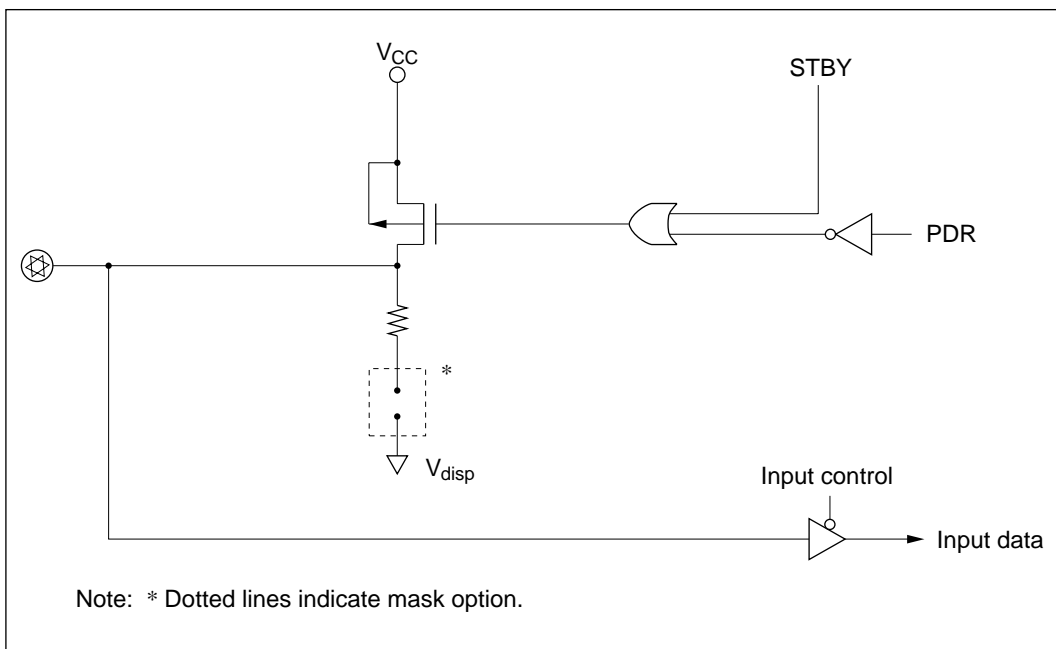 VCC
STBY
PDR
*
Vdisp
Input control
Input data
Note: * Dotted lines indicate mask option.